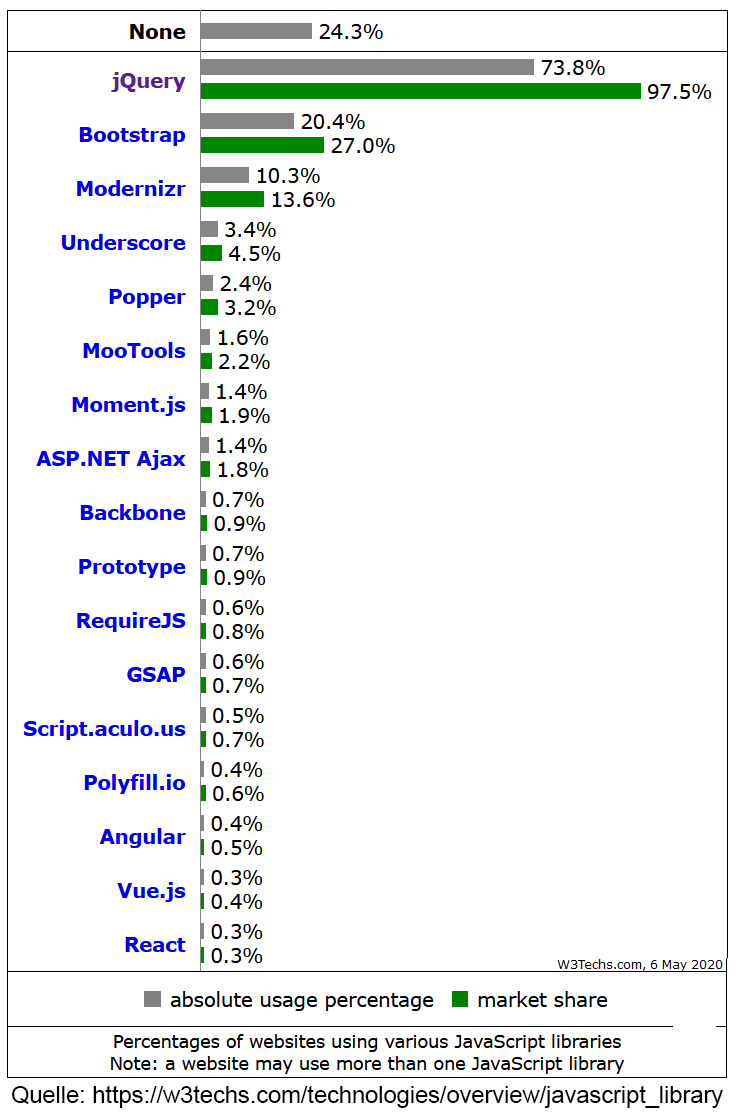 None 24.3%
jQuery 73.8%
97.5%
Bootstrap 20.4%
27.0%
Modernizr 10.3%
13.6%
Underscore 3.4%
4.5%
Popper 2.4%
3.2%
MooTools 1.6%
2.2%
Moment.js 1.4%
1.9%
ASP.NET Ajax 1.4%
1.8%
Backbone 0.7%
0.9%
Prototype 0.7%
0.9%
RequireJS 0.6%
0.8%
GSAP 0.6%
0.7%
Script.aculo.us 0.5%
0.7%
Polyfill.io 0.4%
0.6%
Angular 0.4%
0.5%
Vue.js 0.3%
0.4%
React 0.3%
0.3%
W3Techs.com, 6 May 2020
absolute usage percentage market share
Percentages of websites using various JavaScript libraries
Note: a website may use more than one JavaScript library
Quelle: https://w3techs.com/technologies/overview/javascript_library